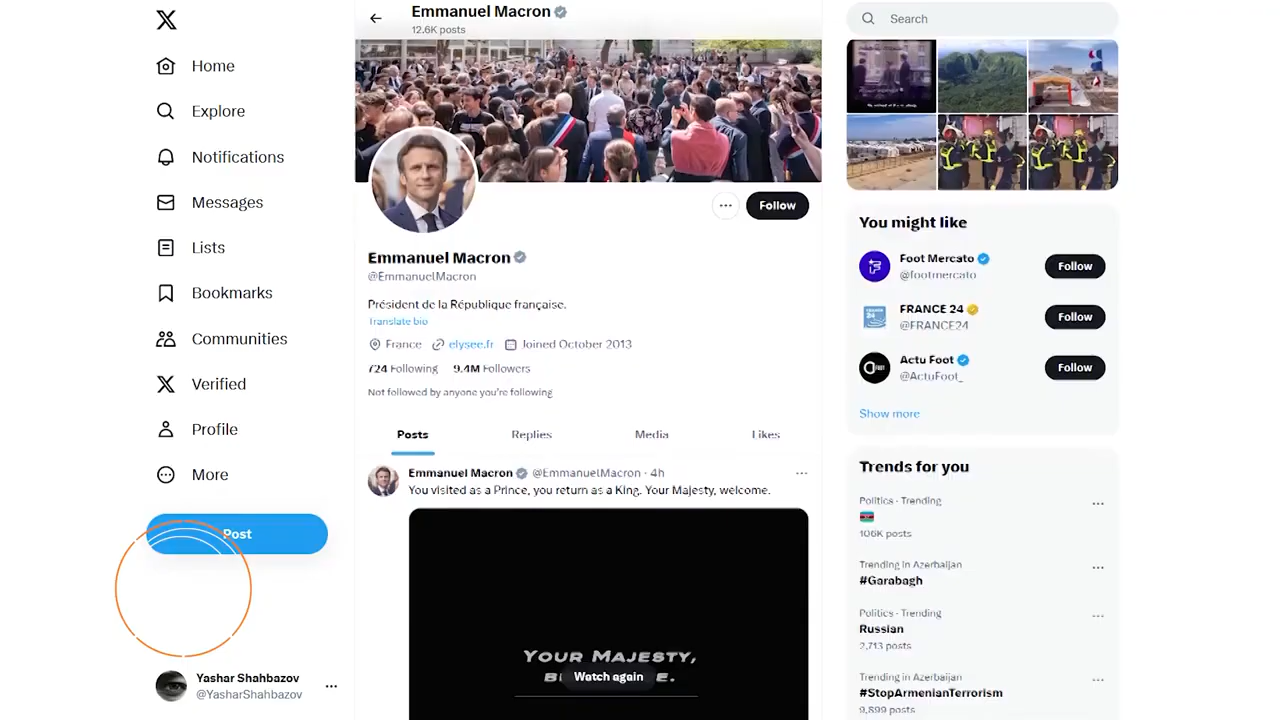 Home
Explore
Notifications
Messages
Lists
Bookmarks
Communities
Verified
Profile
More
Post
Yashar Shahbazov
@YasharShahbazov
Emmanuel Macron
12.6K posts
Follow
Emmanuel Macron
@EmmanuelMacron
Président de la République française.
Translate bio
France elysee.fr Joined October 2013
724 Following 9.4M Followers
Not followed by anyone you're following
Posts Replies Media Likes
Emmanuel Macron @EmmanuelMacron · 4h
You visited as a Prince, you return as a King. Your Majesty, welcome.
YOUR MAJESTY,
Watch again
Search
You might like
Foot Mercato
@footmercato
Follow
FRANCE 24
@FRANCE24
Follow
Actu Foot
@ActuFoot_
Follow
Show more
Trends for you
Politics · Trending
106K posts
Trending in Azerbaijan
#Garabagh
Politics · Trending
Russian
2,713 posts
Trending in Azerbaijan
#StopArmenianTerrorism
9,899 posts